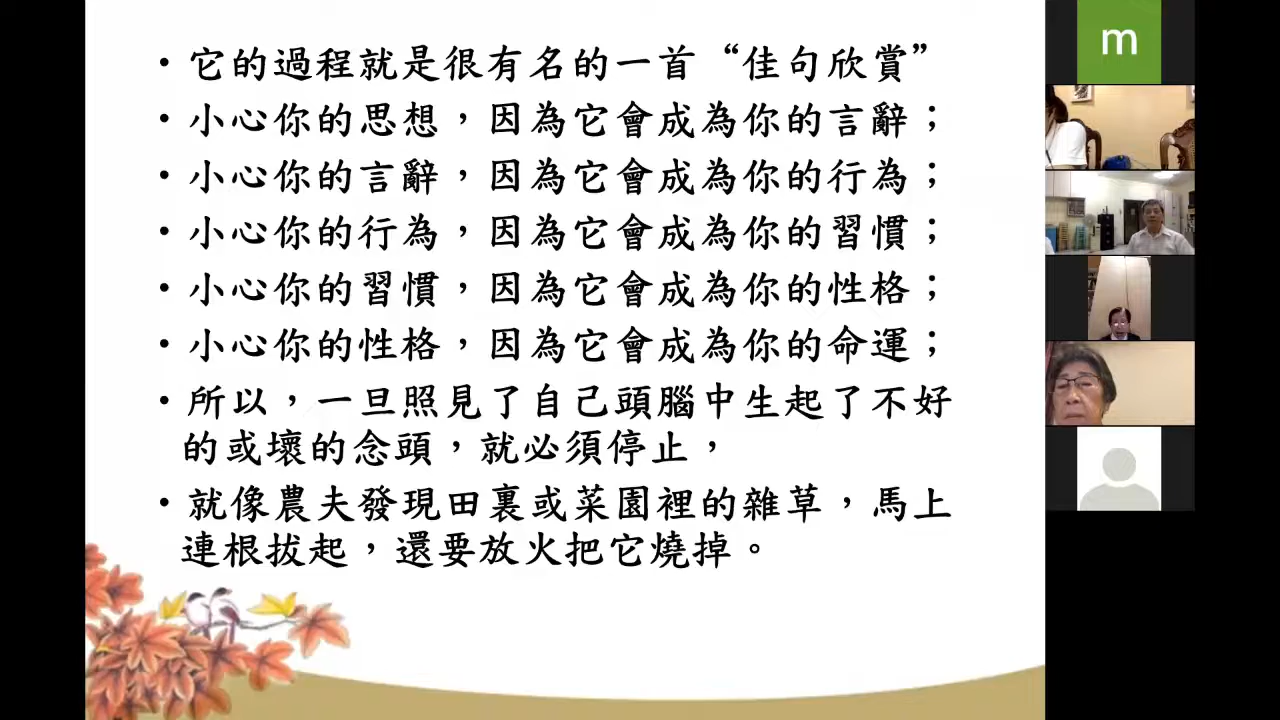 • 它的過程就是很有名的一首“佳句欣賞”
• 小心你的思想，因為它會成為你的言辭；
• 小心你的言辭，因為它會成為你的行為；
• 小心你的行為，因為它會成為你的習慣；
• 小心你的習慣，因為它會成為你的性格；
• 小心你的性格，因為它會成為你的命運；
• 所以，一旦照見了自己頭腦中生起了不好
的或壞的念頭，就必須停止，
• 就像農夫發現田裏或菜園裡的雜草，馬上
連根拔起，還要放火把它燒掉。
m